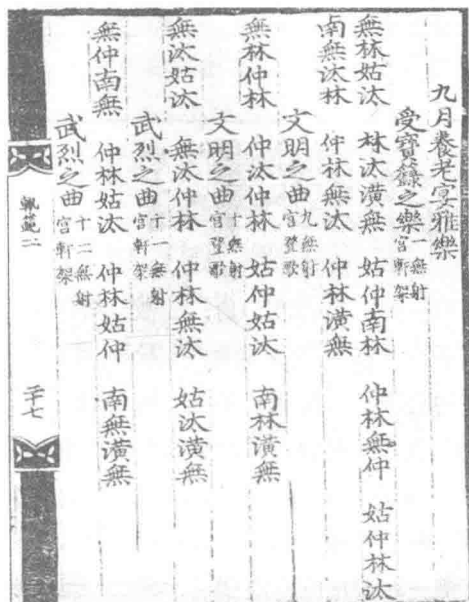 九月養老宴雅樂
受寶籙之樂 一無射宮軒架
無林姑汰 林汰潢無 姑仲南林 仲林無仲 姑仲林汰
南無汰林 仲林無汰 仲林潢無
文明之曲 九無射宮登歌
無林仲林 仲汰仲林 姑仲姑汰 南林潢無
文明之曲 十無射宮登歌
無汰姑汰 無汰仲林 仲林無汰 姑汰潢無
武烈之曲 十一無射宮軒架
無仲南無 仲林姑汰 仲林姑仲 南無潢無
武烈之曲 十二無射宮軒架
範二
二十七